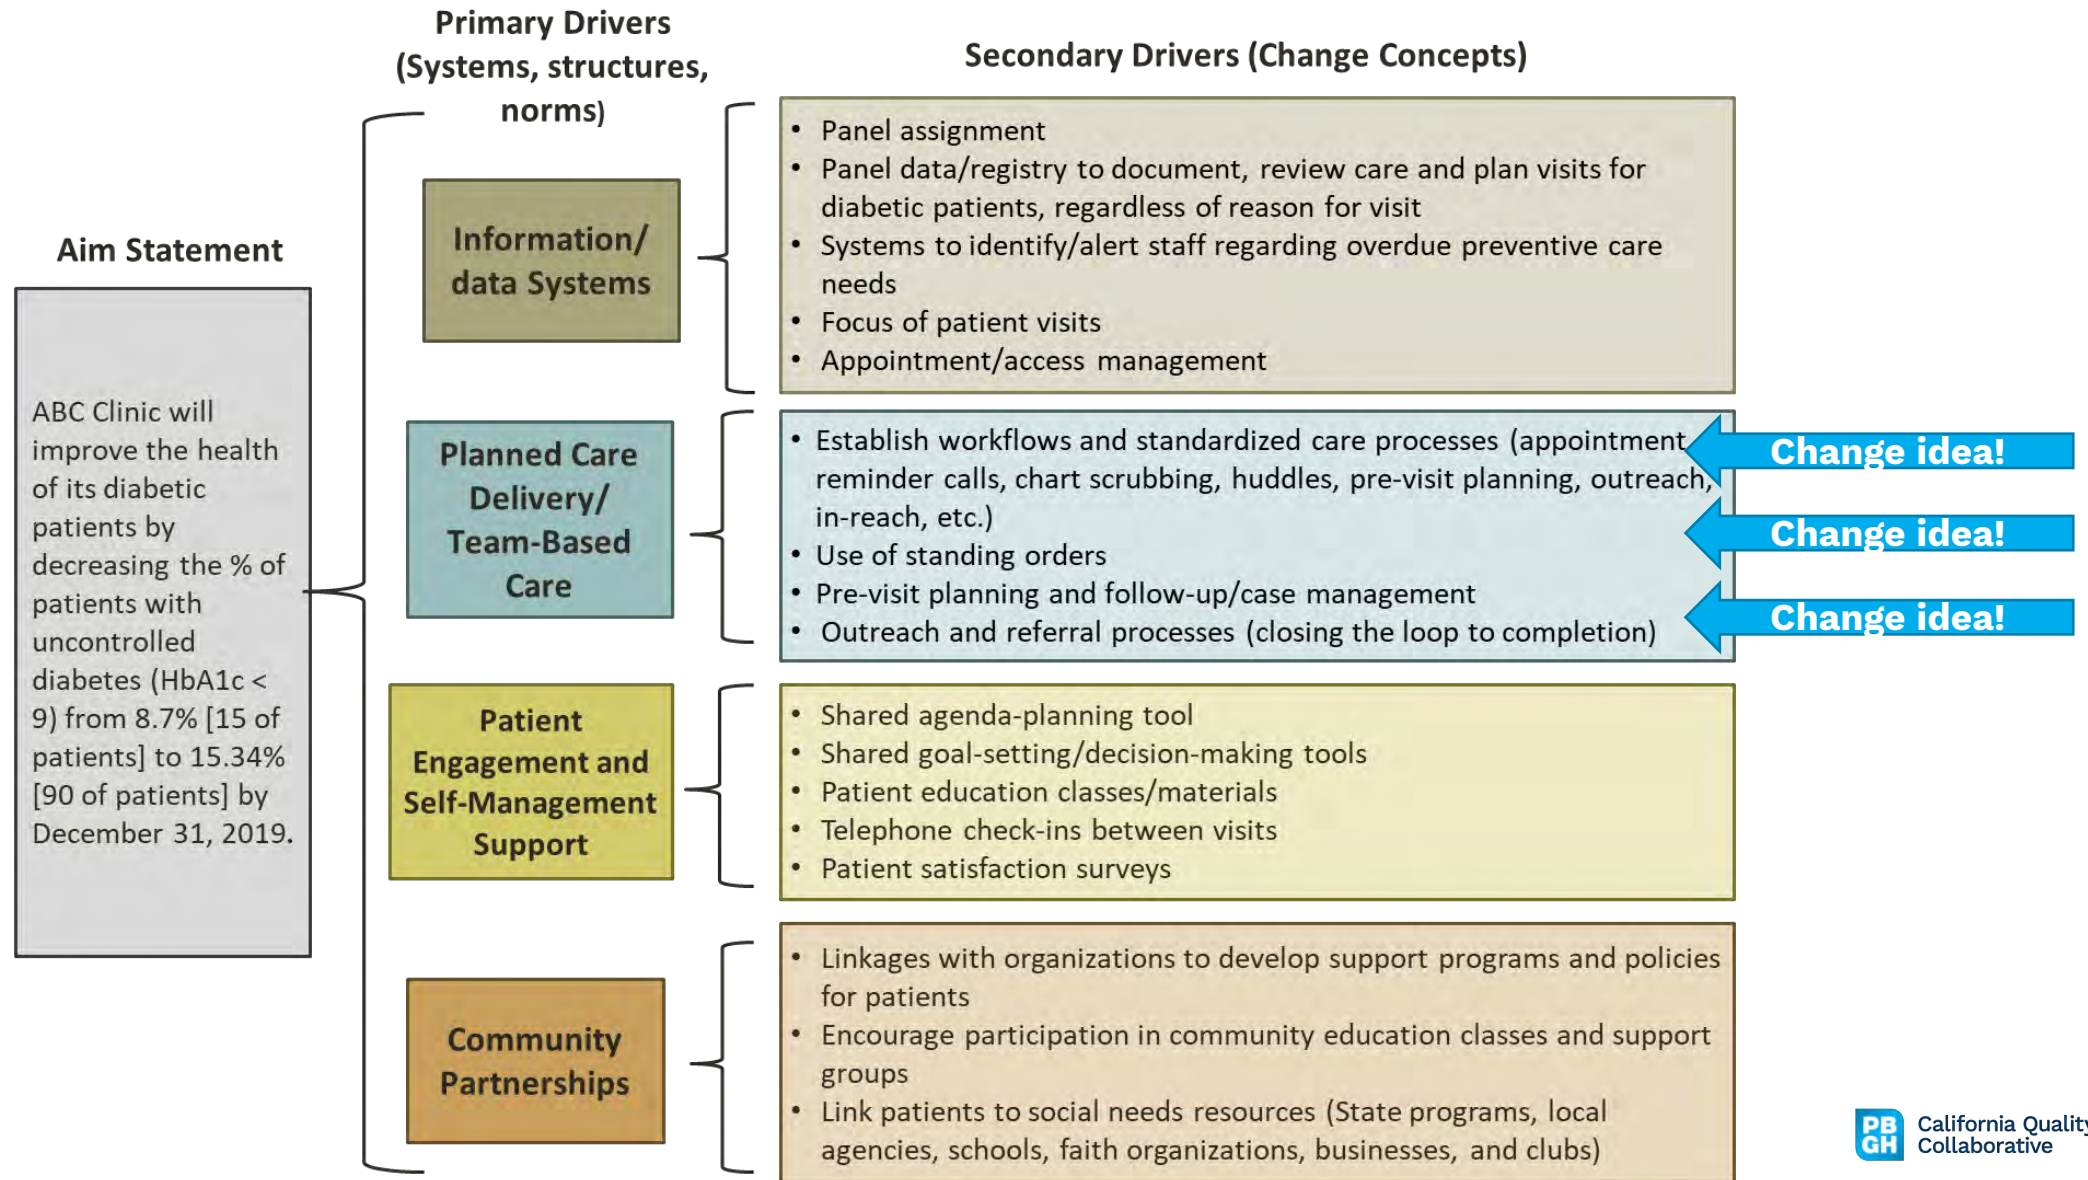 Primary Drivers
(Systems, structures,
norms)
Secondary Drivers (Change Concepts)
Aim Statement
ABC Clinic will
improve the health
of its diabetic
patients by
decreasing the % of
patients with
uncontrolled
diabetes (HbA1c <
9) from 8.7% [15 of
patients] to 15.34%
[90 of patients] by
December 31, 2019.
Information/
data Systems
• Panel assignment
• Panel data/registry to document, review care and plan visits for
diabetic patients, regardless of reason for visit
• Systems to identify/alert staff regarding overdue preventive care
needs
• Focus of patient visits
• Appointment/access management
Planned Care
Delivery/
Team-Based
Care
• Establish workflows and standardized care processes (appointment
reminder calls, chart scrubbing, huddles, pre-visit planning, outreach,
in-reach, etc.)
• Use of standing orders
• Pre-visit planning and follow-up/case management
• Outreach and referral processes (closing the loop to completion)
Change idea!
Change idea!
Change idea!
Patient
Engagement and
Self-Management
Support
• Shared agenda-planning tool
• Shared goal-setting/decision-making tools
• Patient education classes/materials
• Telephone check-ins between visits
• Patient satisfaction surveys
Community
Partnerships
• Linkages with organizations to develop support programs and policies
for patients
• Encourage participation in community education classes and support
groups
• Link patients to social needs resources (State programs, local
agencies, schools, faith organizations, businesses, and clubs)
PB
GH
California Quality
Collaborative